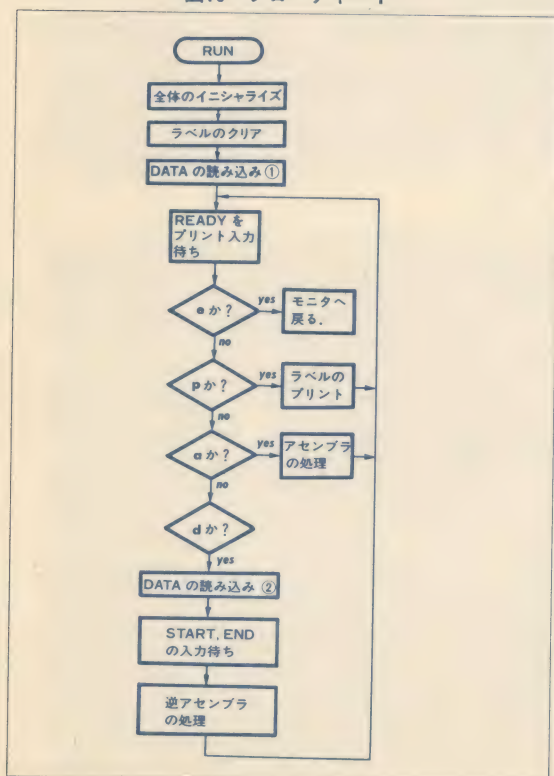 RUN
全体のイニシャライズ
ラベルのクリア
DATA の読み込み ①
READY を
プリント入力
待ち
e か?
yes
モニタへ
戻る.
no
p か?
yes
ラベルの
プリント
no
a か?
yes
アセンブラ
の処理
no
d か?
yes
DATA の読み込み ②
START, END
の入力待ち
逆アセンブラ
の処理